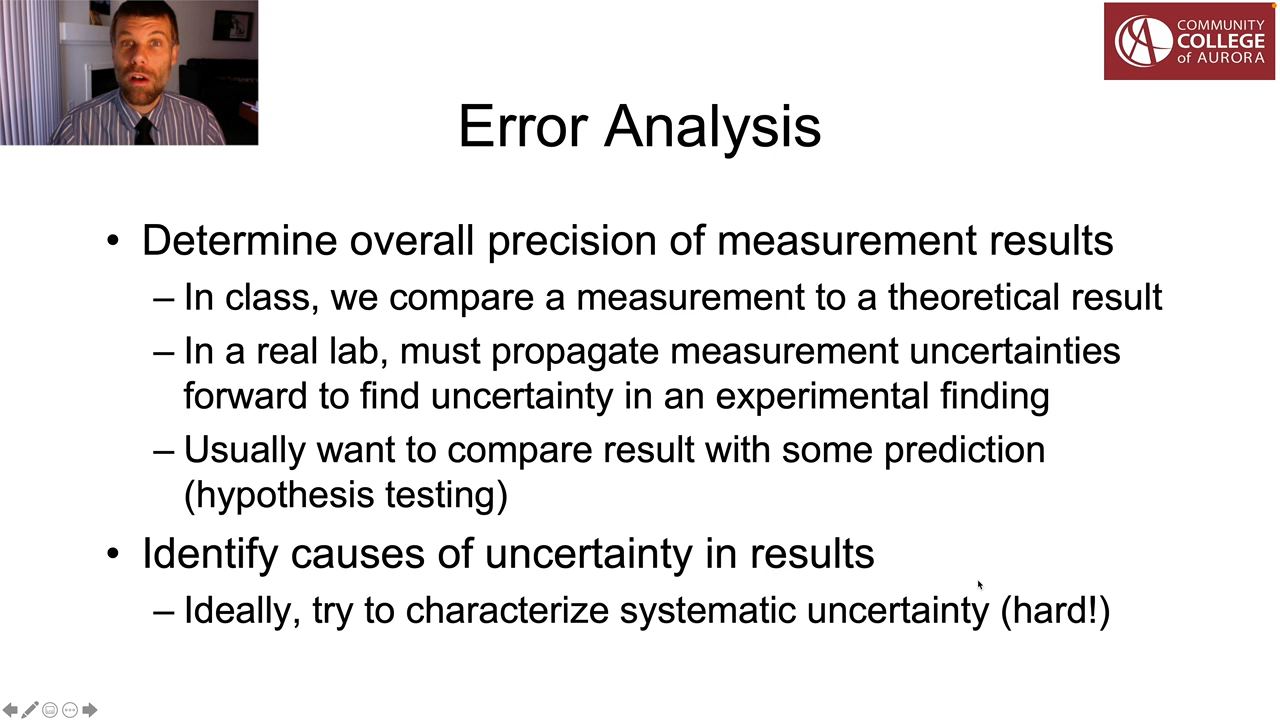 COMMUNITY
COLLEGE
of AURORA
Error Analysis
• Determine overall precision of measurement results
– In class, we compare a measurement to a theoretical result
– In a real lab, must propagate measurement uncertainties
forward to find uncertainty in an experimental finding
– Usually want to compare result with some prediction
(hypothesis testing)
• Identify causes of uncertainty in results
– Ideally, try to characterize systematic uncertainty (hard!)